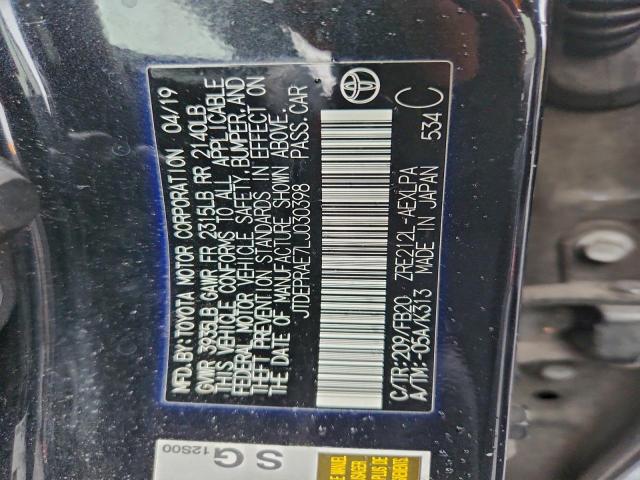 MFD. BY: TOYOTA MOTOR CORPORATION 04/19
GVWR 3935LB GAWR FR 2315LB RR 2140LB
THIS VEHICLE CONFORMS TO ALL APPLICABLE
FEDERAL MOTOR VEHICLE SAFETY, BUMPER, AND
THEFT PREVENTION STANDARDS IN EFFECT ON
THE DATE OF MANUFACTURE SHOWN ABOVE.
JTDEPRAE7LJ030398 PASS. CAR
C/TR: 209/FB20 ZRE212L-AEXLPA
A/TM: -05A/K313 MADE IN JAPAN 534 C
SG
12S00